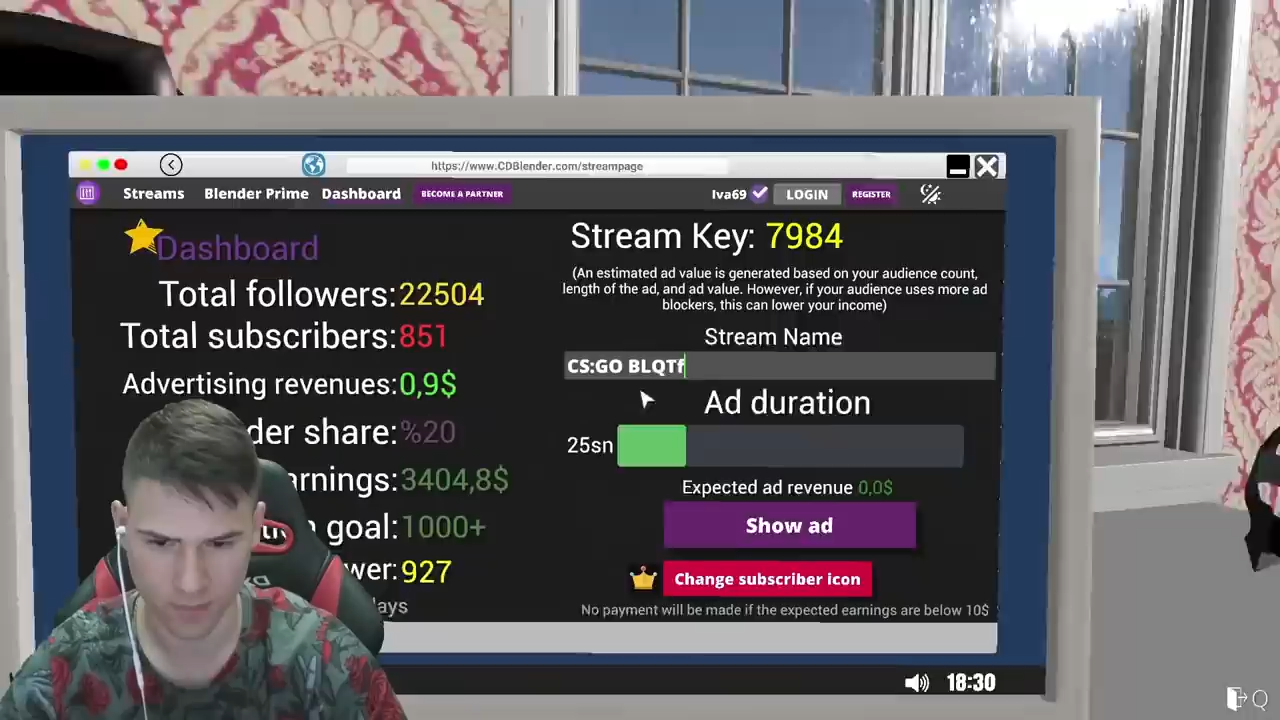 https://www.CDBlender.com/streampage
Streams Blender Prime Dashboard BECOME A PARTNER Iva69 LOGIN REGISTER
Dashboard
Total followers:22504
Total subscribers:851
Advertising revenues:0,9$
der share:%20
arnings:3404,8$
goal:1000+
wer:927
days
Stream Key: 7984
(An estimated ad value is generated based on your audience count,
length of the ad, and ad value. However, if your audience uses more ad
blockers, this can lower your income)
Stream Name
CS:GO BLQTf
Ad duration
25sn
Expected ad revenue 0,0$
Show ad
Change subscriber icon
No payment will be made if the expected earnings are below 10$
18:30
Q